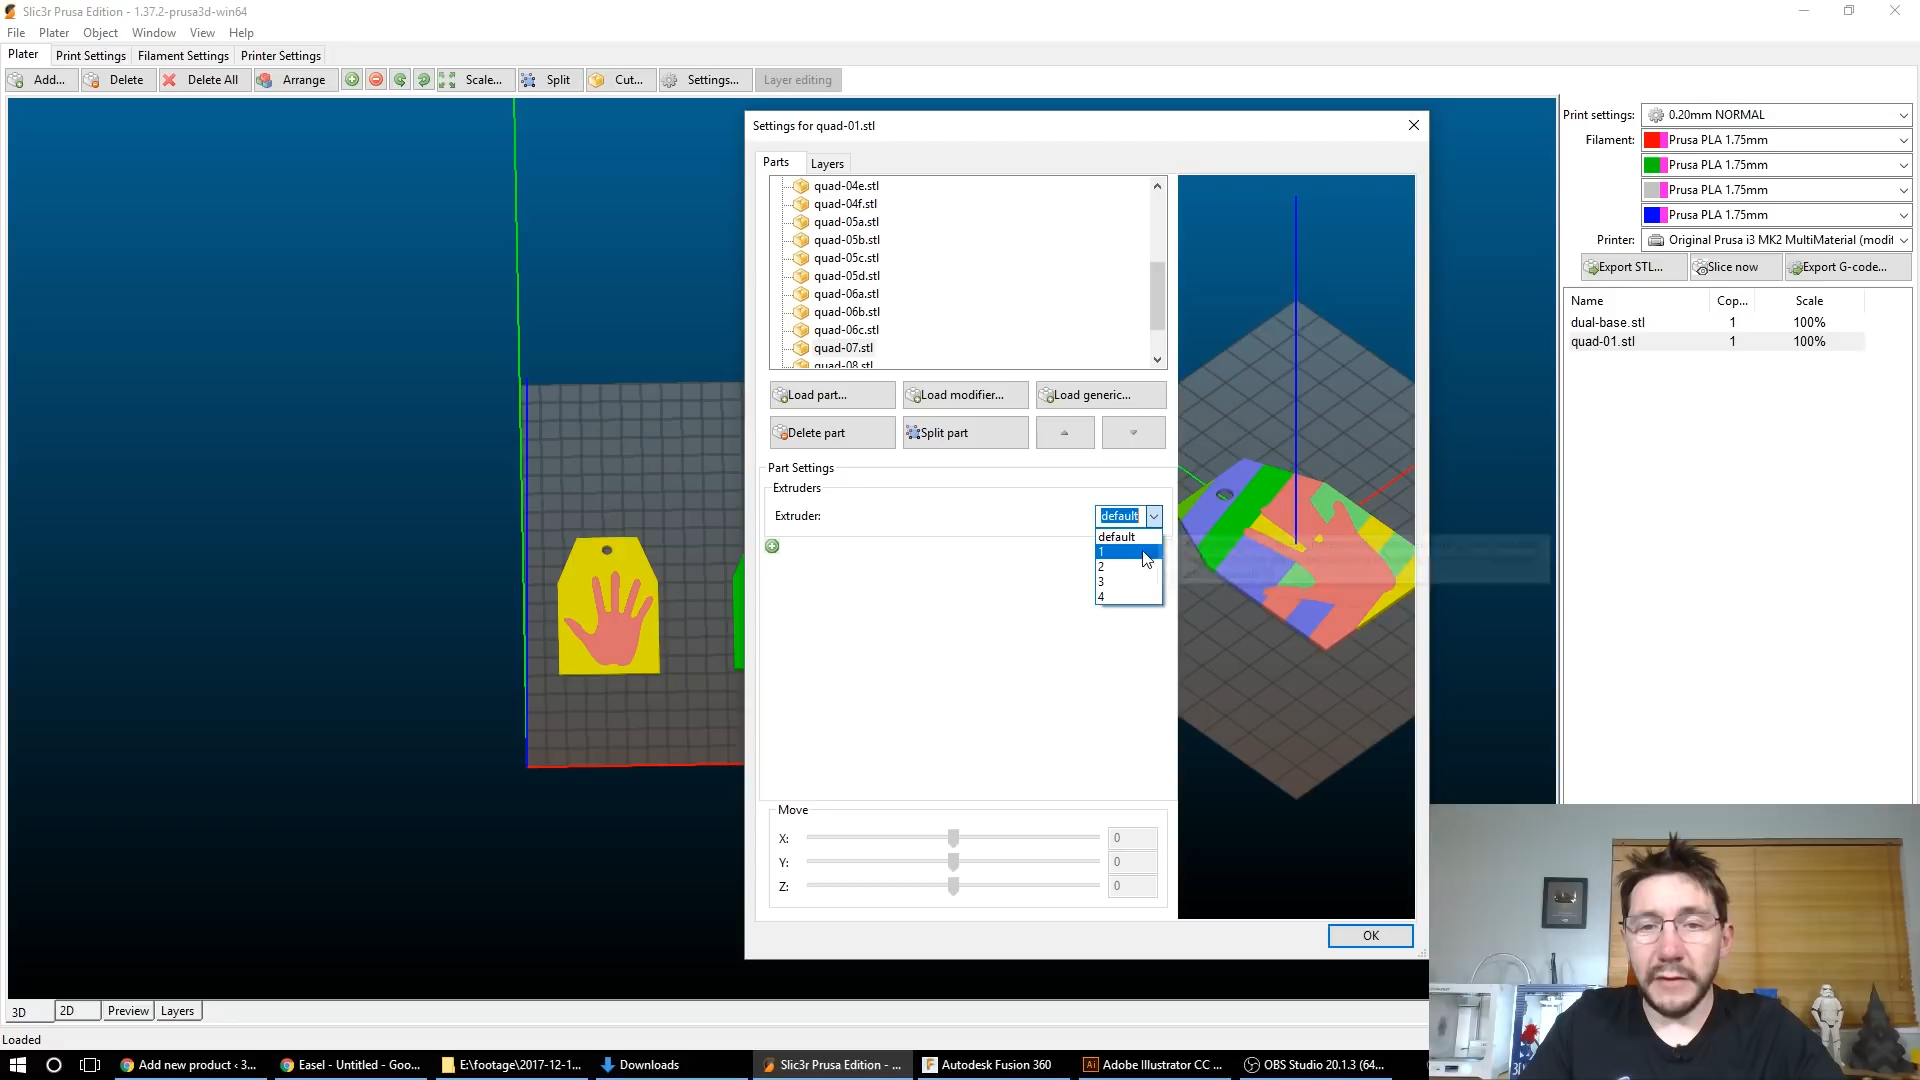 Slic3r Prusa Edition - 1.37.2-prusa3d-win64
File Plater Object Window View Help
Plater Print Settings Filament Settings Printer Settings
Add... Delete Delete All Arrange Scale... Split Cut... Settings... Layer editing
Settings for quad-01.stl
Parts Layers
quad-04e.stl
quad-04f.stl
quad-05a.stl
quad-05b.stl
quad-05c.stl
quad-05d.stl
quad-06a.stl
quad-06b.stl
quad-06c.stl
quad-07.stl
quad-08.stl
Load part... Load modifier... Load generic...
Delete part Split part
Part Settings
Extruders
Extruder: default
default
1
2
3
4
Move
X: 0
Y: 0
Z: 0
OK
Print settings: 0.20mm NORMAL
Filament: Prusa PLA 1.75mm
Prusa PLA 1.75mm
Prusa PLA 1.75mm
Prusa PLA 1.75mm
Printer: Original Prusa i3 MK2 MultiMaterial (modif
Export STL... Slice now Export G-code...
Name Cop... Scale
dual-base.stl 1 100%
quad-01.stl 1 100%
3D 2D Preview Layers
Loaded
Add new product ‹ 3... Easel - Untitled - Goo... E:\footage\2017-12-1... Downloads Slic3r Prusa Edition - ... Autodesk Fusion 360 Adobe Illustrator CC ... OBS Studio 20.1.3 (64...